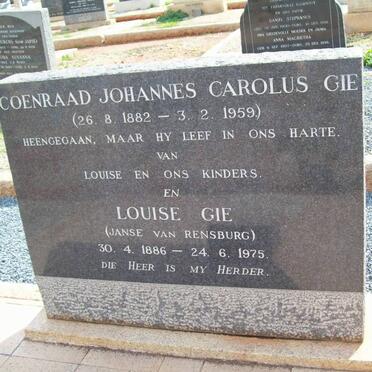 COENRAAD JOHANNES CAROLUS GIE
(26. 8. 1882 — 3. 2. 1959)
HEENGEGAAN, MAAR HY LEEF IN ONS HARTE.
VAN
LOUISE EN ONS KINDERS.
EN
LOUISE GIE
(JANSE VAN RENSBURG)
30. 4. 1886 — 24. 6. 1975.
DIE HEER IS MY HERDER.